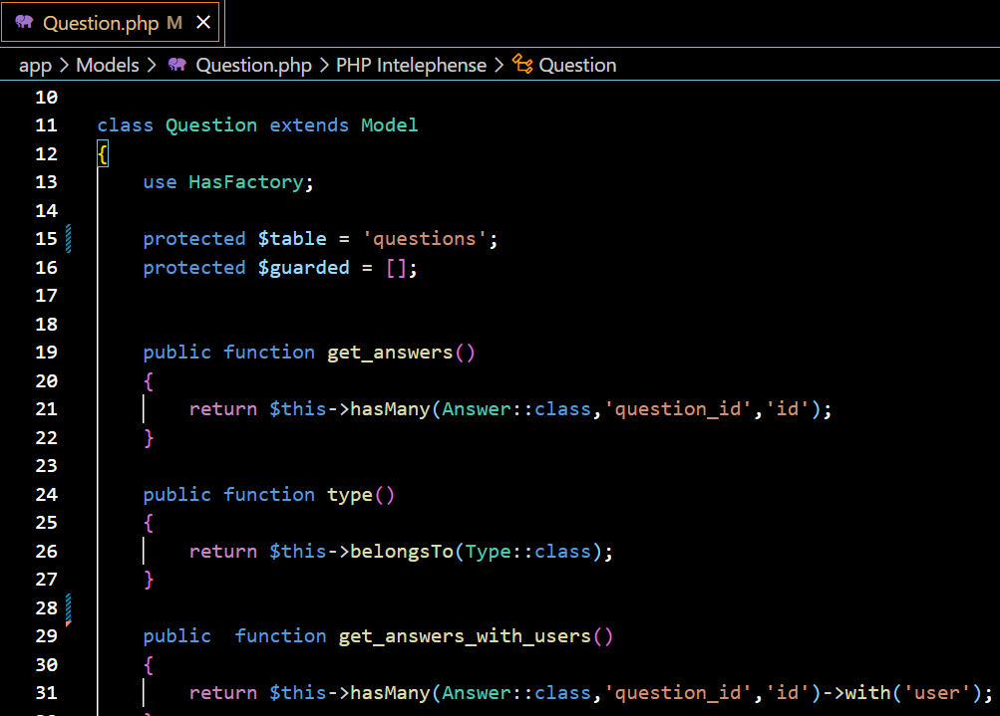 Question.php M ×
app > Models > Question.php > PHP Intelephense > Question
10
11 class Question extends Model
12 {
13     use HasFactory;
14
15     protected $table = 'questions';
16     protected $guarded = [];
17
18
19     public function get_answers()
20     {
21         return $this->hasMany(Answer::class,'question_id','id');
22     }
23
24     public function type()
25     {
26         return $this->belongsTo(Type::class);
27     }
28
29     public  function get_answers_with_users()
30     {
31         return $this->hasMany(Answer::class,'question_id','id')->with('user');